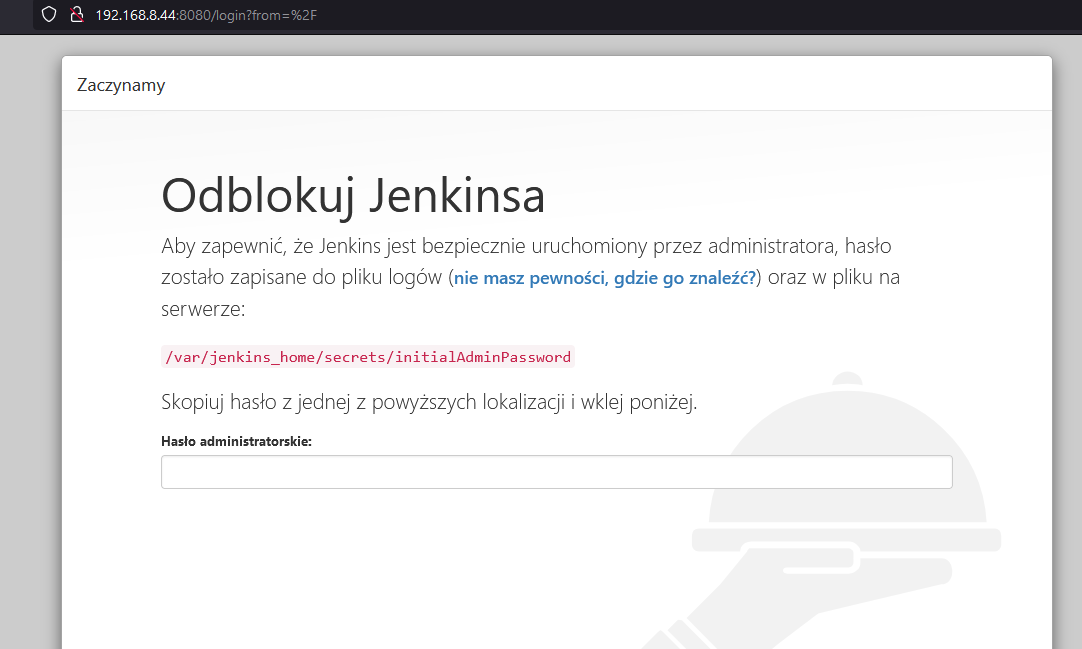 192.168.8.44:8080/login?from=%2F
Zaczynamy
Odblokuj Jenkinsa
Aby zapewnić, że Jenkins jest bezpiecznie uruchomiony przez administratora, hasło
zostało zapisane do pliku logów (nie masz pewności, gdzie go znaleźć?) oraz w pliku na
serwerze:
/var/jenkins_home/secrets/initialAdminPassword
Skopiuj hasło z jednej z powyższych lokalizacji i wklej poniżej.
Hasło administratorskie: